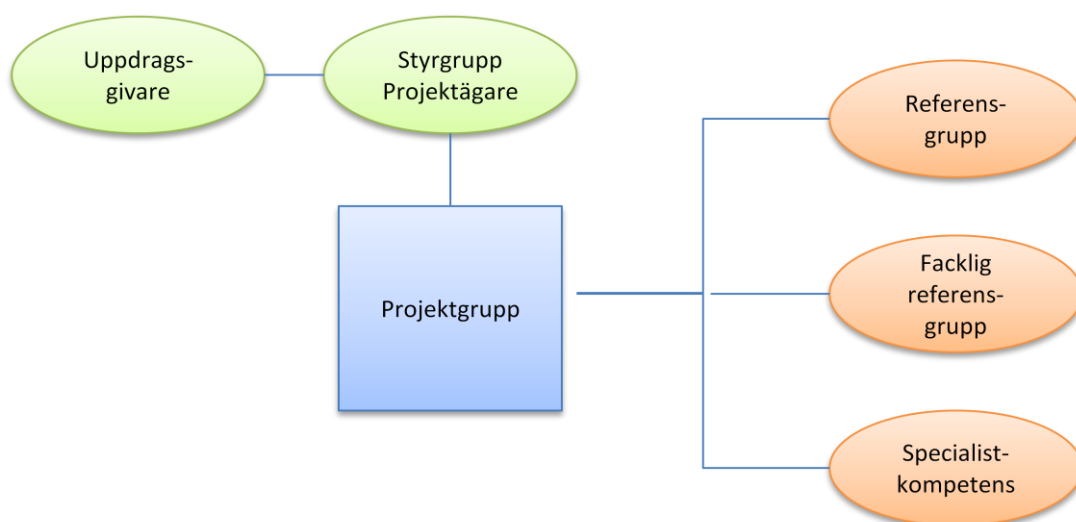 Uppdrags-
givare
Styrgrupp
Projektägare
Referens-
grupp
Projektgrupp
Facklig
referens-
grupp
Specialist-
kompetens